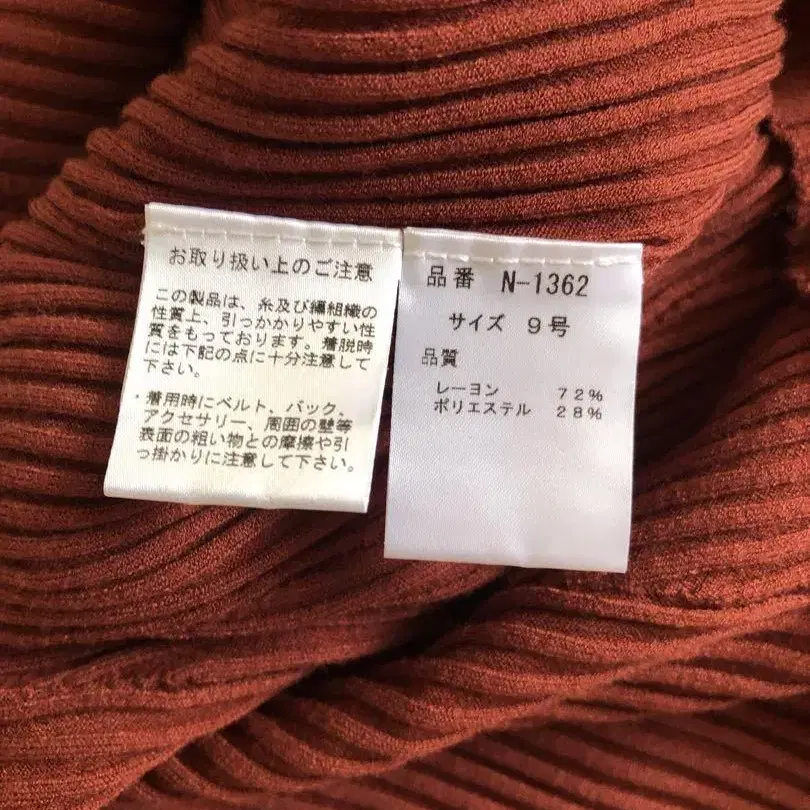 お取り扱い上のご注意
この製品は、糸及び編組織の
性質上、引っかかりやすい性
質をもっております。着脱時
には下記の点に十分注意して
下さい。
・着用時にベルト、バック、
アクセサリー、周囲の壁等
表面の粗い物との摩擦や引
っ掛かりに注意して下さい。
品番 N-1362
サイズ 9号
品質
レーヨン 72%
ポリエステル 28%